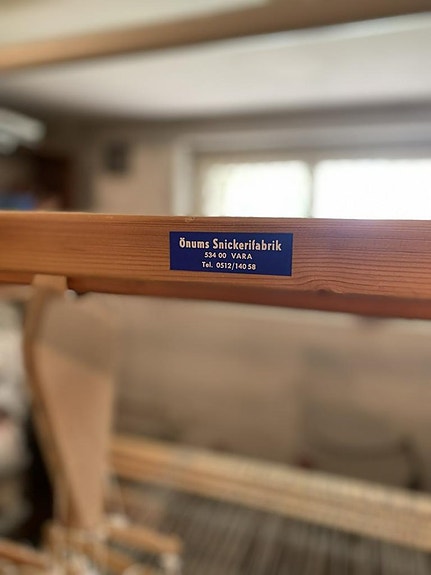 Önums Snickerifabrik
534 00 VARA
Tel. 0512/140 58